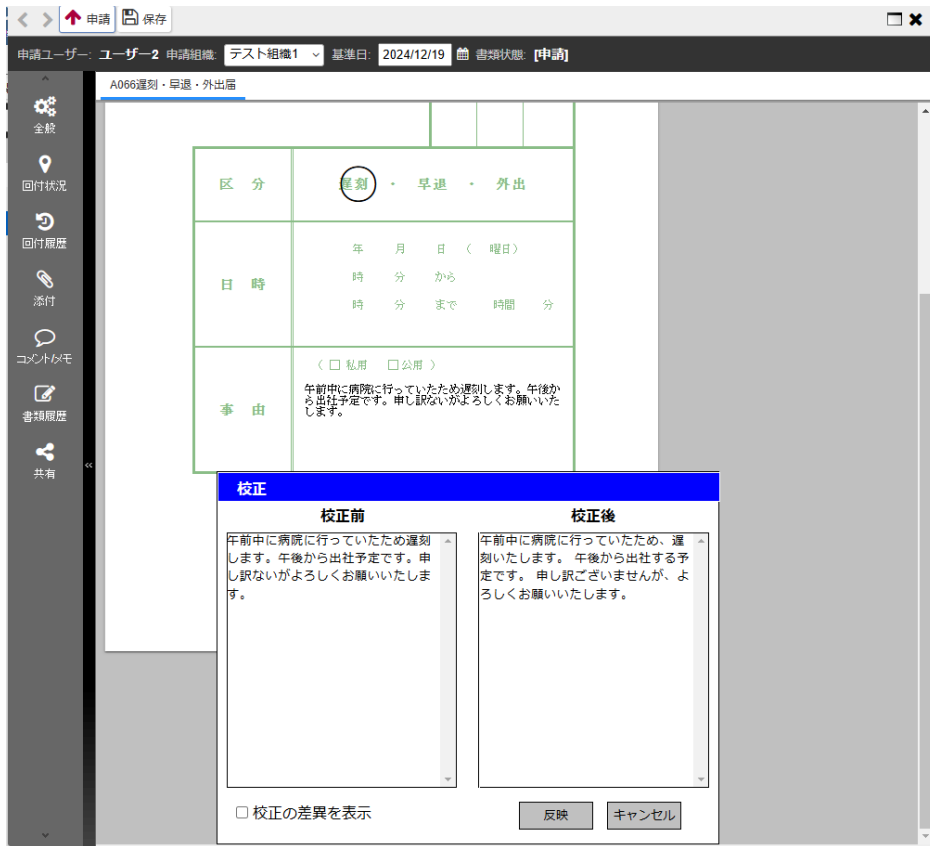 申請 保存
申請ユーザー: ユーザー2 申請組織: テスト組織1 基準日: 2024/12/19 書類状態: [申請]
A066遅刻・早退・外出届
全般
回付状況
回付履歴
添付
コメント/メモ
書類履歴
共有
区 分 遅刻 ・ 早退 ・ 外出
日 時
年 月 日 ( 曜日)
時 分 から
時 分 まで 時間 分
事 由
( □ 私用 □公用 )
午前中に病院に行っていたため遅刻します。午後か
ら出社予定です。申し訳ないがよろしくお願いいた
します。
校正
校正前
午前中に病院に行っていたため遅刻
します。午後から出社予定です。申
し訳ないがよろしくお願いいたしま
す。
校正後
午前中に病院に行っていたため、遅
刻いたします。 午後から出社する予
定です。 申し訳ございませんが、よ
ろしくお願いいたします。
校正の差異を表示
反映 キャンセル